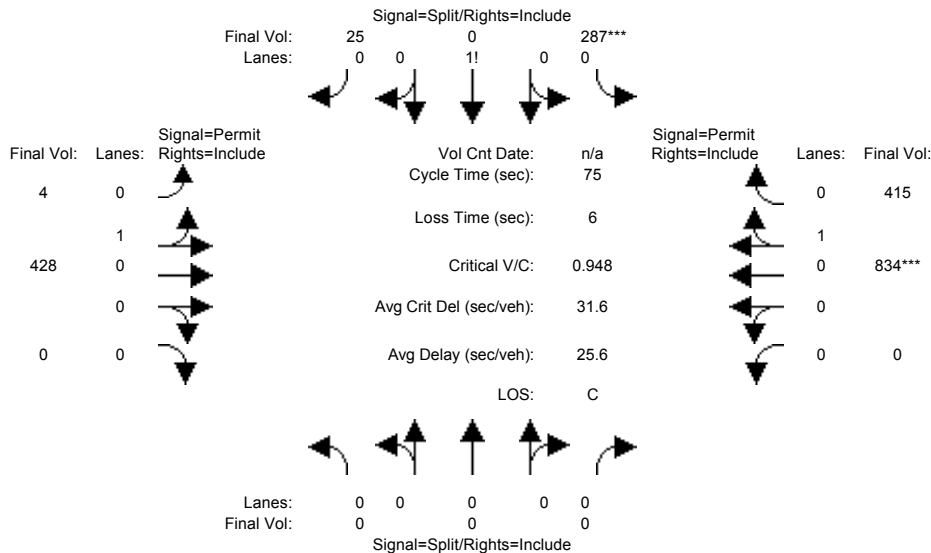 Signal=Split/Rights=Include
Final Vol: 25 0 287***
Lanes: 0 0 1! 0 0
Signal=Permit Signal=Permit
Final Vol: Lanes: Rights=Include Vol Cnt Date: n/a Rights=Include Lanes: Final Vol:
Cycle Time (sec): 75
4 0 0 415
Loss Time (sec): 6
1 1
428 0 Critical V/C: 0.948 0 834***
0 Avg Crit Del (sec/veh): 31.6 0
0 0 Avg Delay (sec/veh): 25.6 0 0
LOS: C
Lanes: 0 0 0 0 0
Final Vol: 0 0 0
Signal=Split/Rights=Include